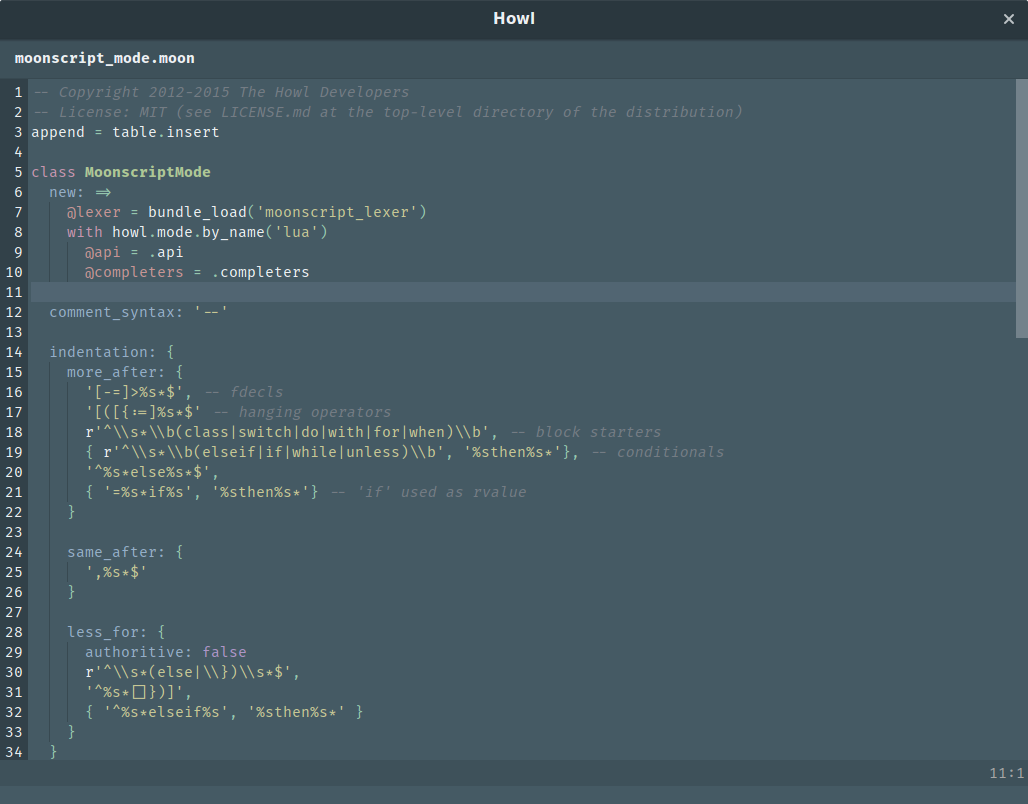 Howl ×
moonscript_mode.moon
1 -- Copyright 2012-2015 The Howl Developers
2 -- License: MIT (see LICENSE.md at the top-level directory of the distribution)
3 append = table.insert
4
5 class MoonscriptMode
6   new: =>
7     @lexer = bundle_load('moonscript_lexer')
8     with howl.mode.by_name('lua')
9       @api = .api
10       @completers = .completers
11
12   comment_syntax: '--'
13
14   indentation: {
15     more_after: {
16       '[-=]>%s*$', -- fdecls
17       '[([{:=]%s*$' -- hanging operators
18       r'^\\s*\\b(class|switch|do|with|for|when)\\b', -- block starters
19       { r'^\\s*\\b(elseif|if|while|unless)\\b', '%sthen%s*'}, -- conditionals
20       '^%s*else%s*$',
21       { '=%s*if%s', '%sthen%s*'} -- 'if' used as rvalue
22     }
23
24     same_after: {
25       ',%s*$'
26     }
27
28     less_for: {
29       authoritive: false
30       r'^\\s*(else|\\})\\s*$',
31       '^%s*[]})]',
32       { '^%s*elseif%s', '%sthen%s*' }
33     }
34   }
11:1